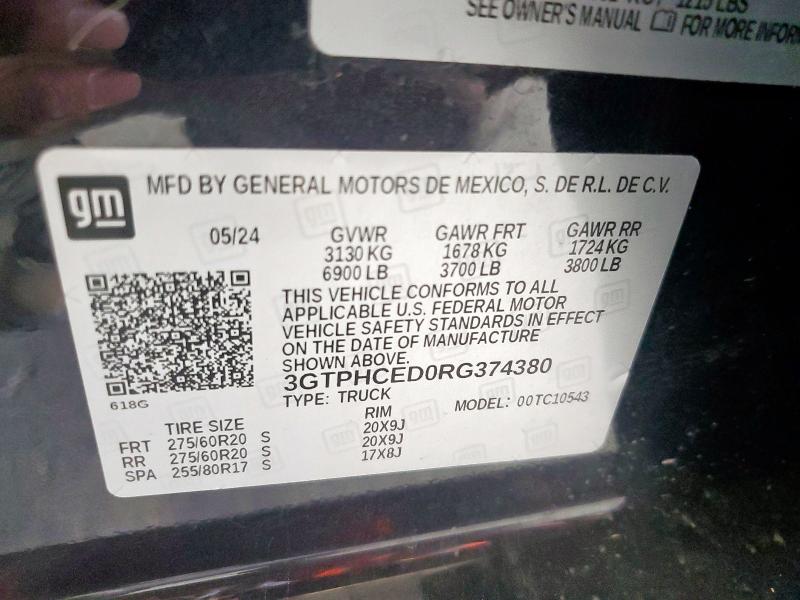 1215 LBS
SEE OWNER'S MANUAL FOR MORE
gm
MFD BY GENERAL MOTORS DE MEXICO, S. DE R.L. DE C.V.
05/24 GVWR GAWR FRT GAWR RR
3130 KG 1678 KG 1724 KG
6900 LB 3700 LB 3800 LB
THIS VEHICLE CONFORMS TO ALL
APPLICABLE U.S. FEDERAL MOTOR
VEHICLE SAFETY STANDARDS IN EFFECT
ON THE DATE OF MANUFACTURE
SHOWN ABOVE.
3GTPHCED0RG374380
618G
TYPE: TRUCK MODEL: 00TC10543
TIRE SIZE RIM
FRT 275/60R20 S 20X9J
RR 275/60R20 S 20X9J
SPA 255/80R17 S 17X8J